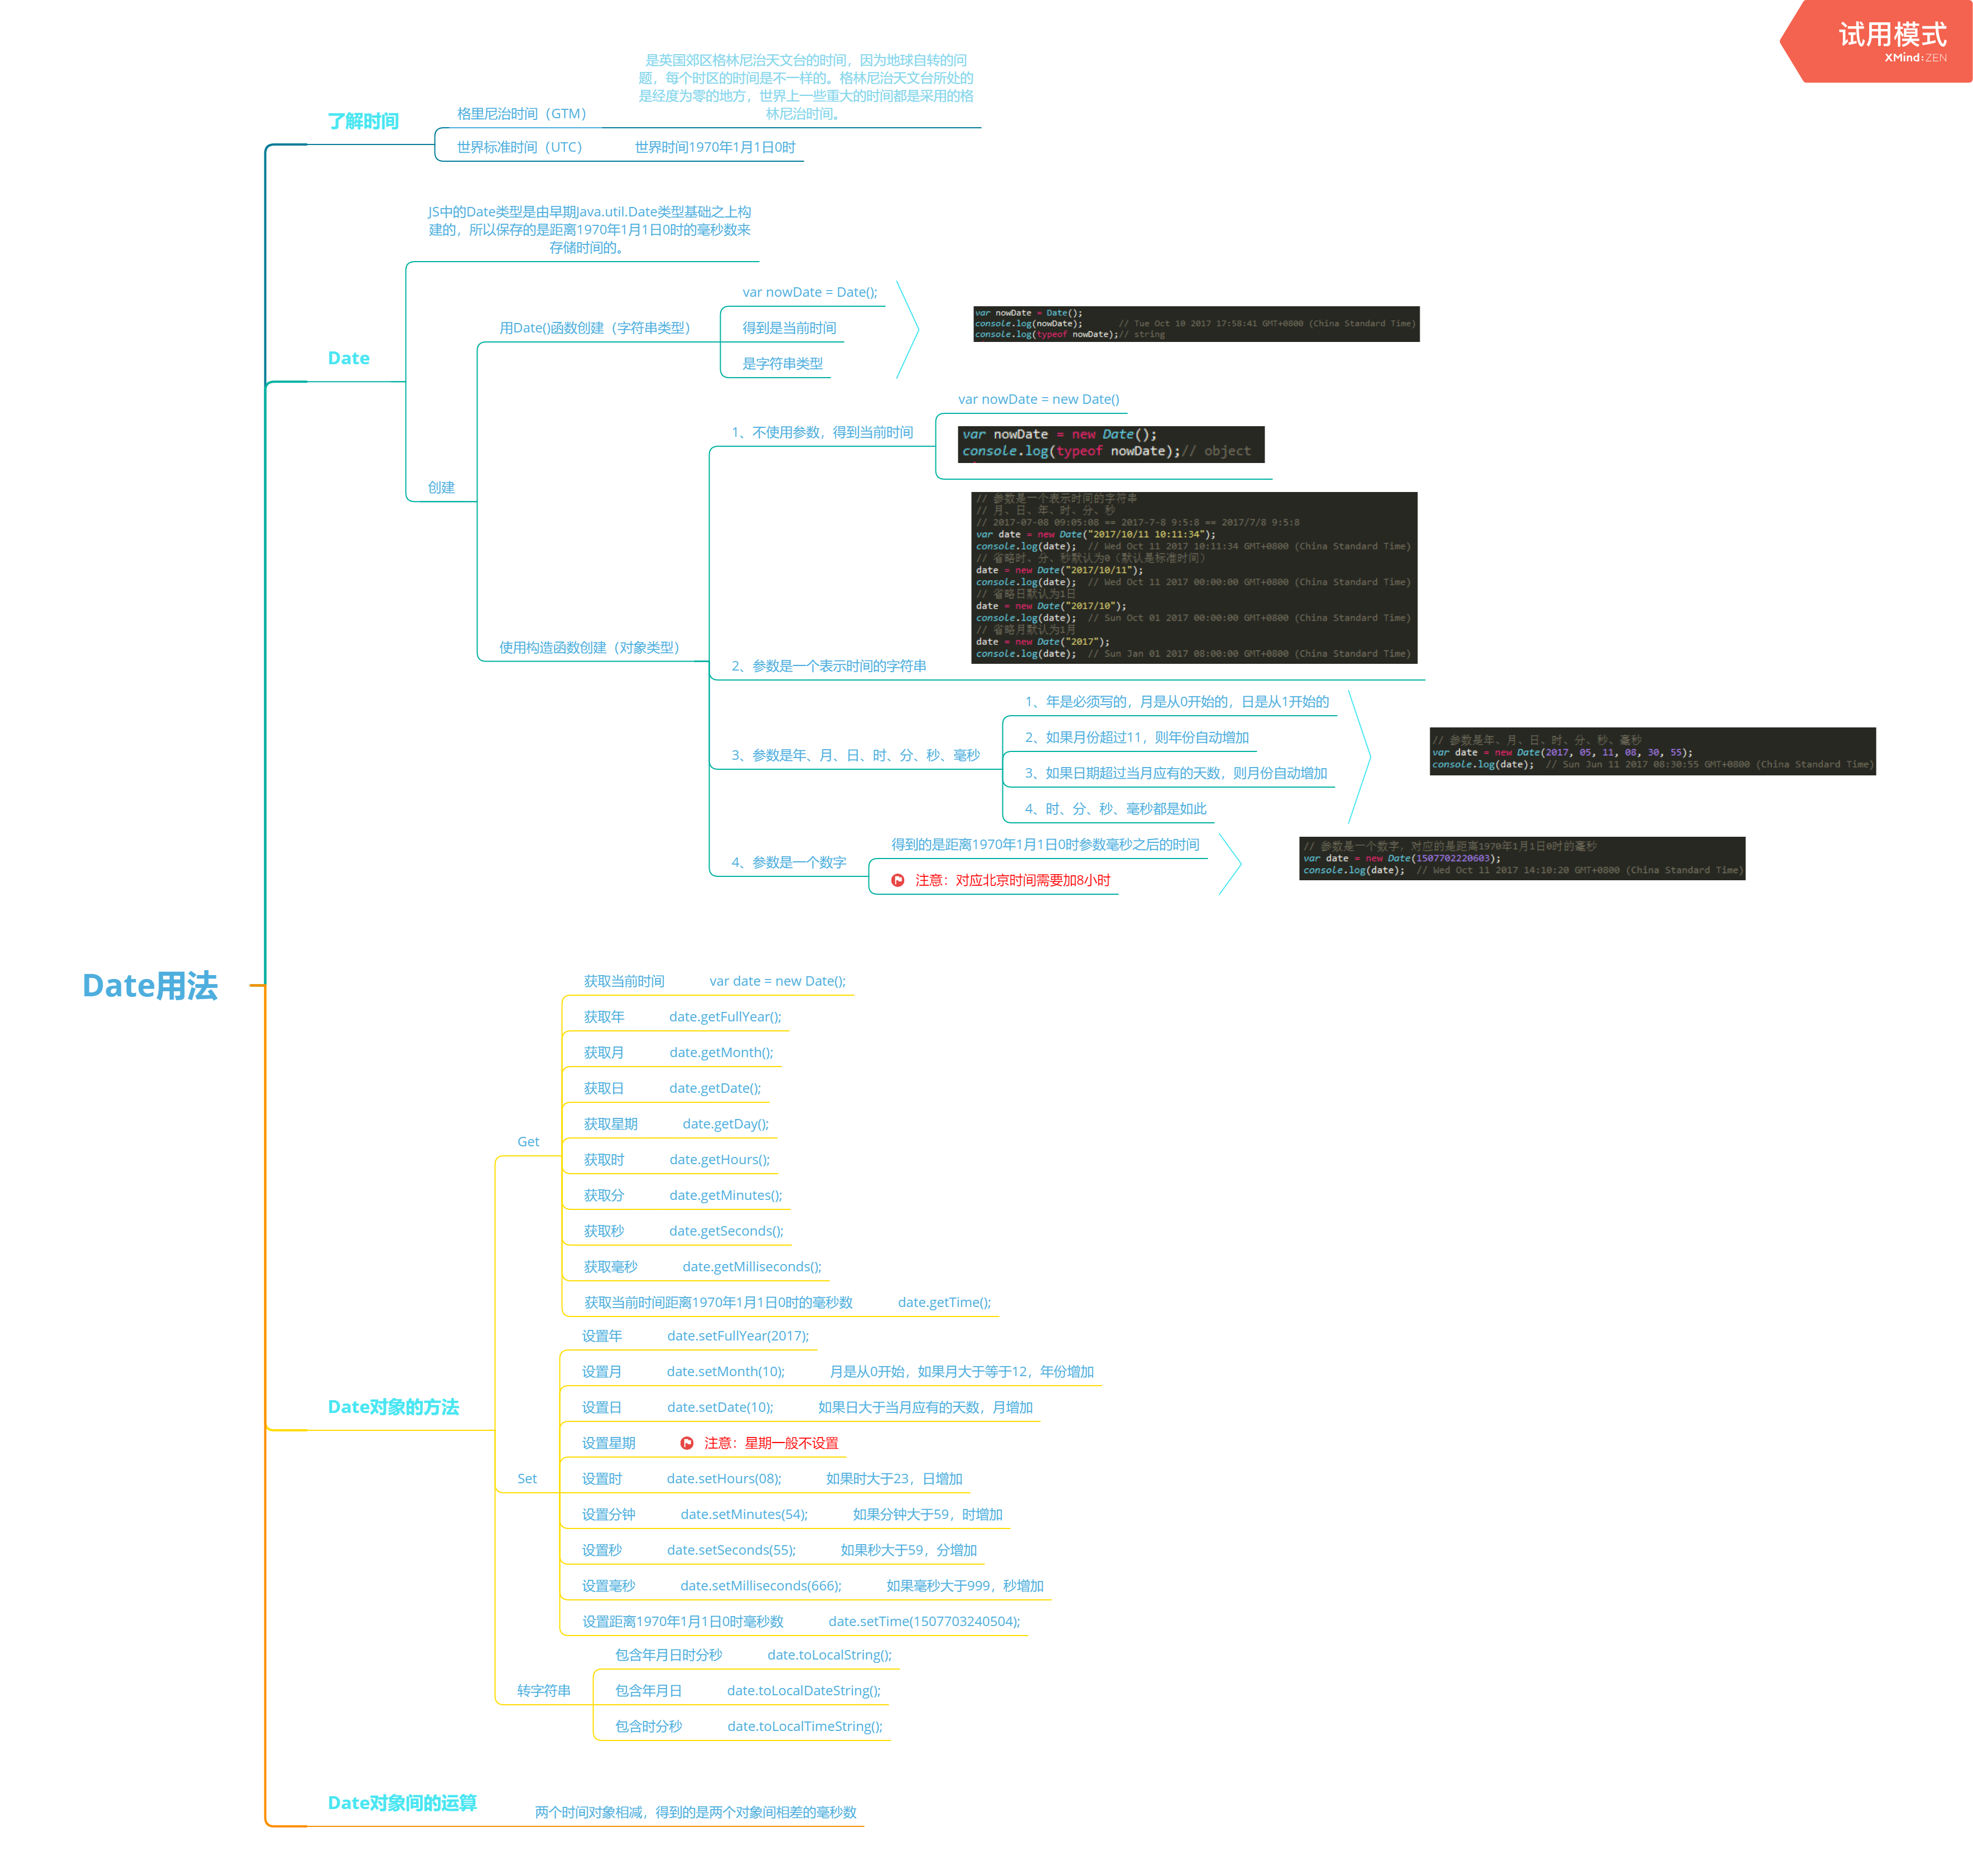 试用模式
XMind:ZEN
Date用法
了解时间
格里尼治时间（GTM）
是英国郊区格林尼治天文台的时间，因为地球自转的问
题，每个时区的时间是不一样的。格林尼治天文台所处的
是经度为零的地方，世界上一些重大的时间都是采用的格
林尼治时间。
世界标准时间（UTC）
世界时间1970年1月1日0时
Date
JS中的Date类型是由早期Java.util.Date类型基础之上构
建的，所以保存的是距离1970年1月1日0时的毫秒数来
存储时间的。
创建
用Date()函数创建（字符串类型）
var nowDate = Date();
得到是当前时间
是字符串类型
var nowDate = Date();
console.log(nowDate);      // Tue Oct 10 2017 17:58:41 GMT+0800 (China Standard Time)
console.log(typeof nowDate);// string
使用构造函数创建（对象类型）
1、不使用参数，得到当前时间
var nowDate = new Date()
var nowDate = new Date();
console.log(typeof nowDate);// object
2、参数是一个表示时间的字符串
// 参数是一个表示时间的字符串
// 月、日、年、时、分、秒
// 2017-07-08 09:05:08 == 2017-7-8 9:5:8 == 2017/7/8 9:5:8
var date = new Date("2017/10/11 10:11:34");
console.log(date);  // Wed Oct 11 2017 10:11:34 GMT+0800 (China Standard Time)
// 省略时、分、秒默认为0（默认是标准时间）
date = new Date("2017/10/11");
console.log(date);  // Wed Oct 11 2017 00:00:00 GMT+0800 (China Standard Time)
// 省略日默认为1日
date = new Date("2017/10");
console.log(date);  // Sun Oct 01 2017 00:00:00 GMT+0800 (China Standard Time)
// 省略月默认为1月
date = new Date("2017");
console.log(date);  // Sun Jan 01 2017 08:00:00 GMT+0800 (China Standard Time)
3、参数是年、月、日、时、分、秒、毫秒
1、年是必须写的，月是从0开始的，日是从1开始的
2、如果月份超过11，则年份自动增加
3、如果日期超过当月应有的天数，则月份自动增加
4、时、分、秒、毫秒都是如此
// 参数是年、月、日、时、分、秒、毫秒
var date = new Date(2017, 05, 11, 08, 30, 55);
console.log(date);  // Sun Jun 11 2017 08:30:55 GMT+0800 (China Standard Time)
4、参数是一个数字
得到的是距离1970年1月1日0时参数毫秒之后的时间
注意：对应北京时间需要加8小时
// 参数是一个数字，对应的是距离1970年1月1日0时的毫秒
var date = new Date(1507702220603);
console.log(date);  // Wed Oct 11 2017 14:10:20 GMT+0800 (China Standard Time)
Date对象的方法
Get
获取当前时间 var date = new Date();
获取年 date.getFullYear();
获取月 date.getMonth();
获取日 date.getDate();
获取星期 date.getDay();
获取时 date.getHours();
获取分 date.getMinutes();
获取秒 date.getSeconds();
获取毫秒 date.getMilliseconds();
获取当前时间距离1970年1月1日0时的毫秒数 date.getTime();
Set
设置年 date.setFullYear(2017);
设置月 date.setMonth(10); 月是从0开始，如果月大于等于12，年份增加
设置日 date.setDate(10); 如果日大于当月应有的天数，月增加
设置星期 注意：星期一般不设置
设置时 date.setHours(08); 如果时大于23，日增加
设置分钟 date.setMinutes(54); 如果分钟大于59，时增加
设置秒 date.setSeconds(55); 如果秒大于59，分增加
设置毫秒 date.setMilliseconds(666); 如果毫秒大于999，秒增加
设置距离1970年1月1日0时毫秒数 date.setTime(1507703240504);
转字符串
包含年月日时分秒 date.toLocalString();
包含年月日 date.toLocalDateString();
包含时分秒 date.toLocalTimeString();
Date对象间的运算
两个时间对象相减，得到的是两个对象间相差的毫秒数